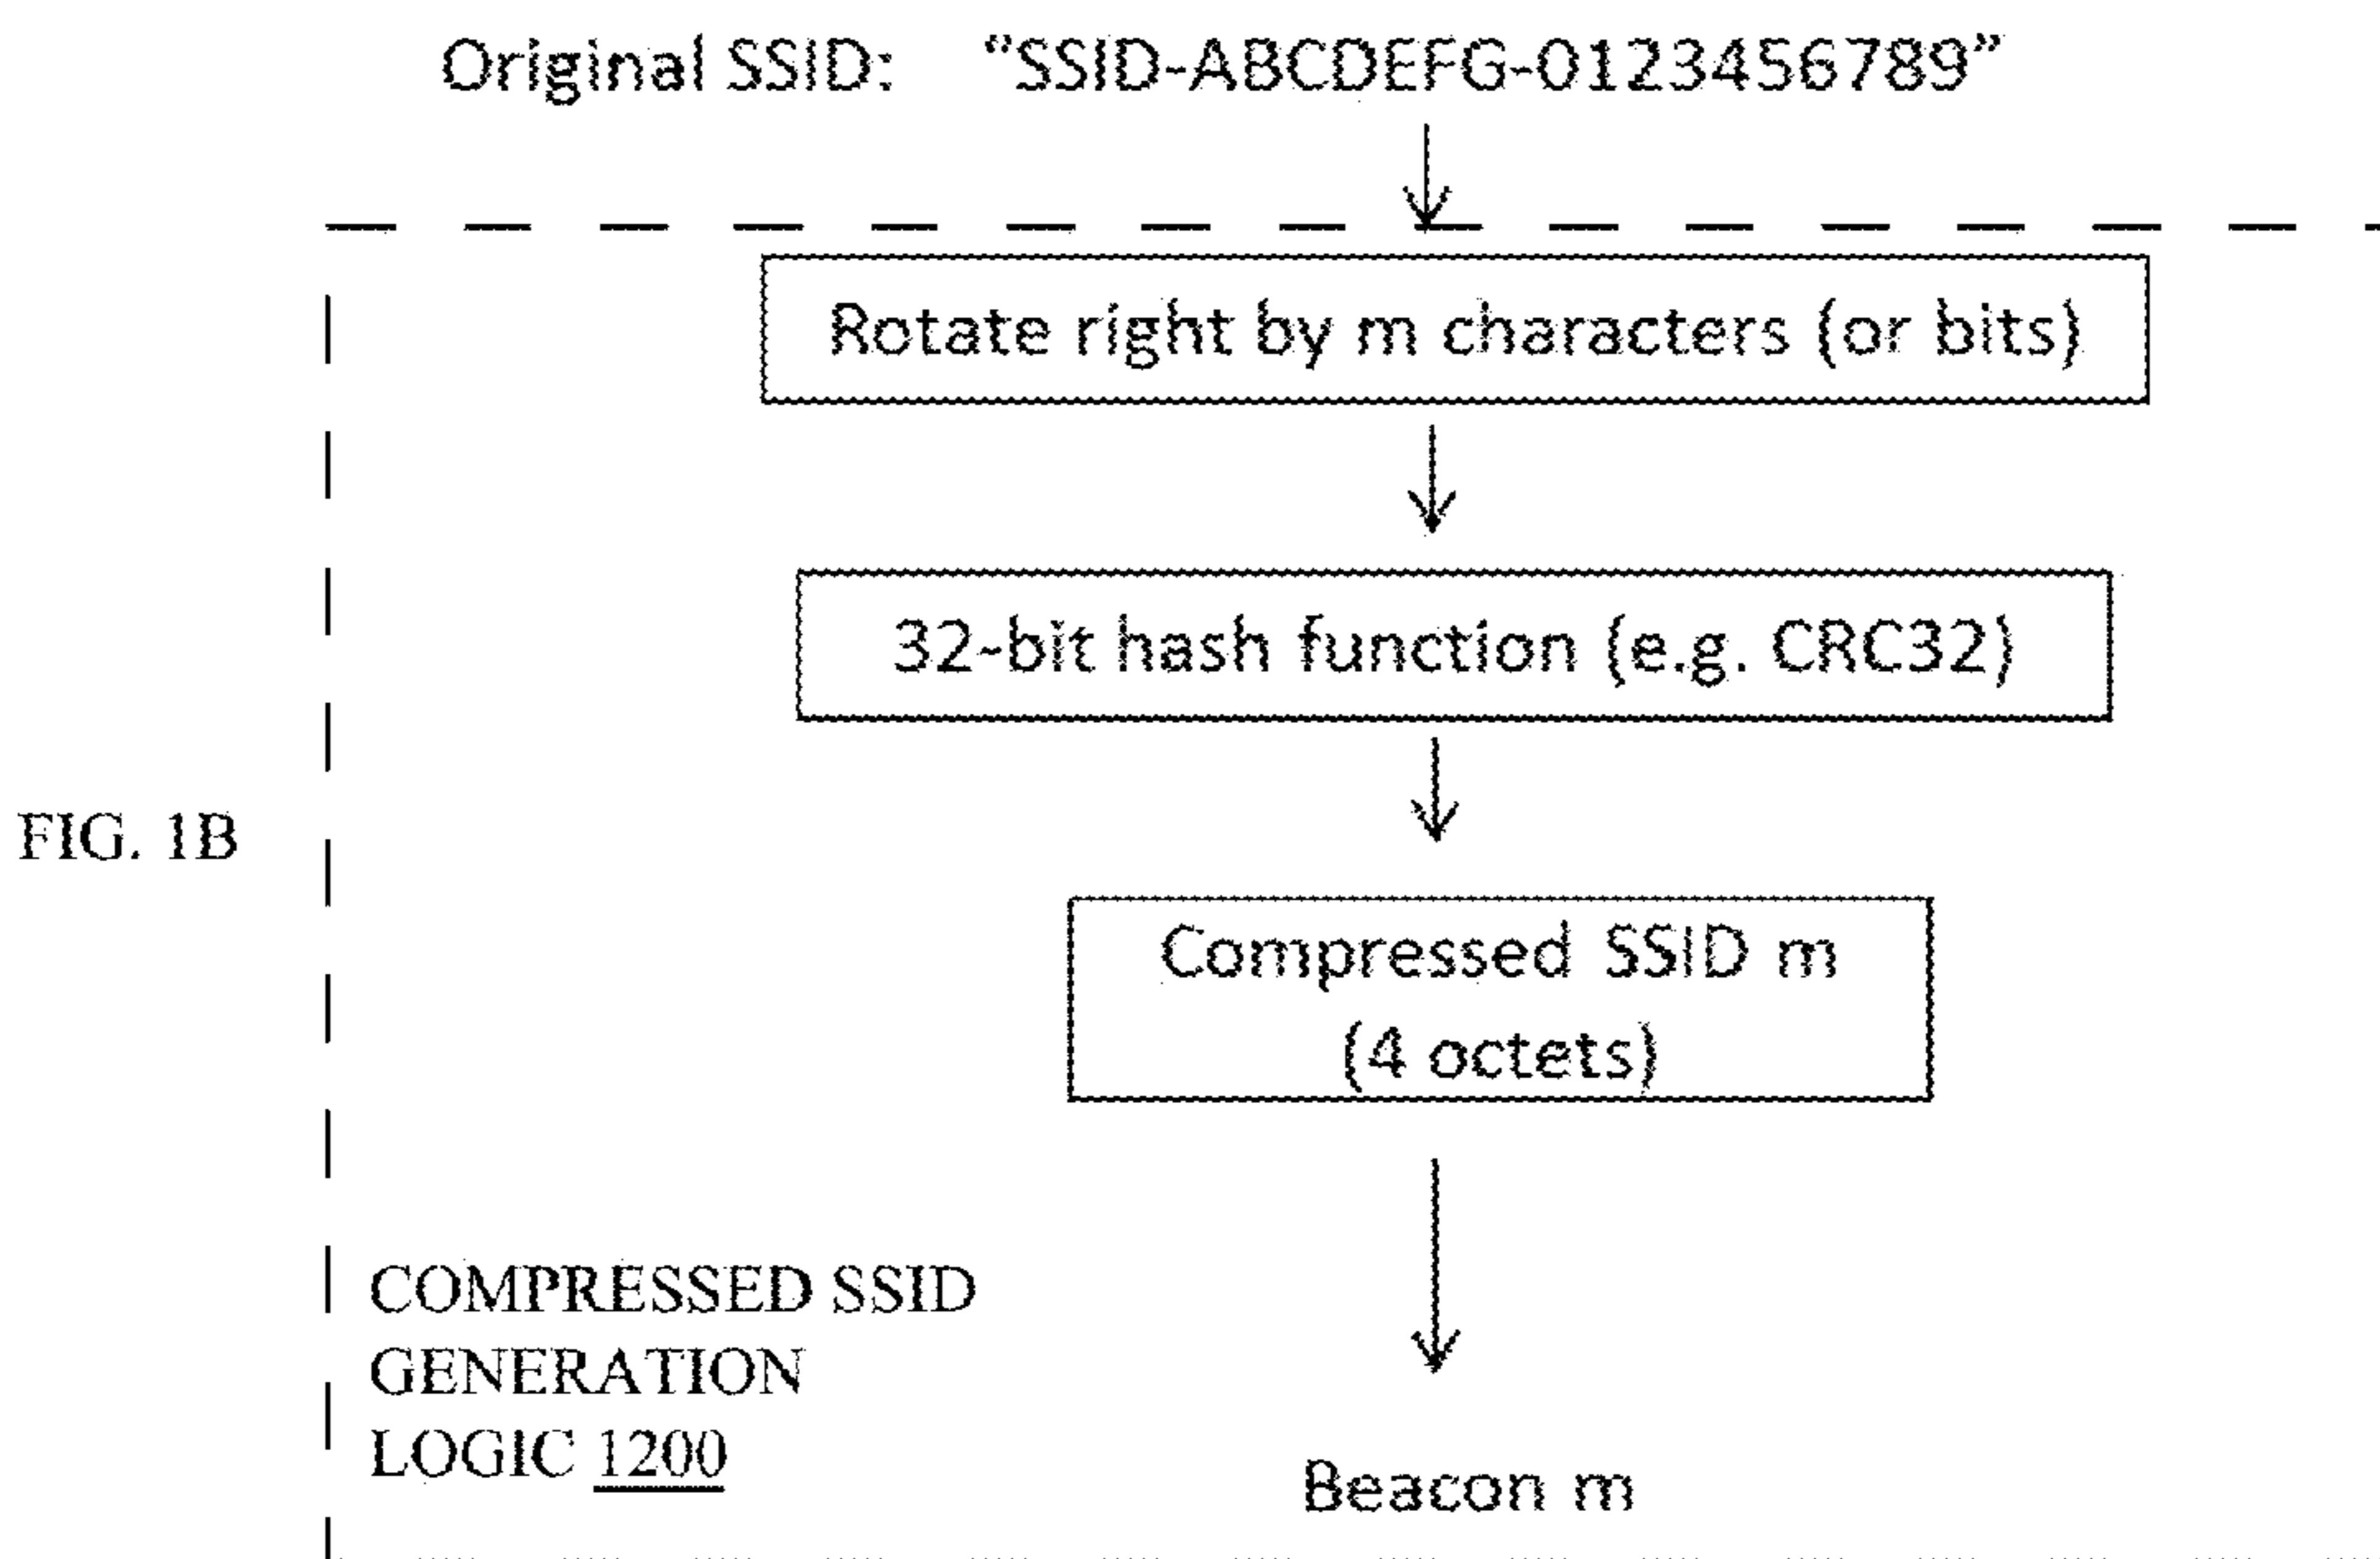 Original SSID: “SSID-ABCDEFG-0123456789”
Rotate right by m characters (or bits)
32-bit hash function (e.g. CRC32)
FIG. 1B
Compressed SSID m
(4 octets)
COMPRESSED SSID
GENERATION
LOGIC 1200
Beacon m